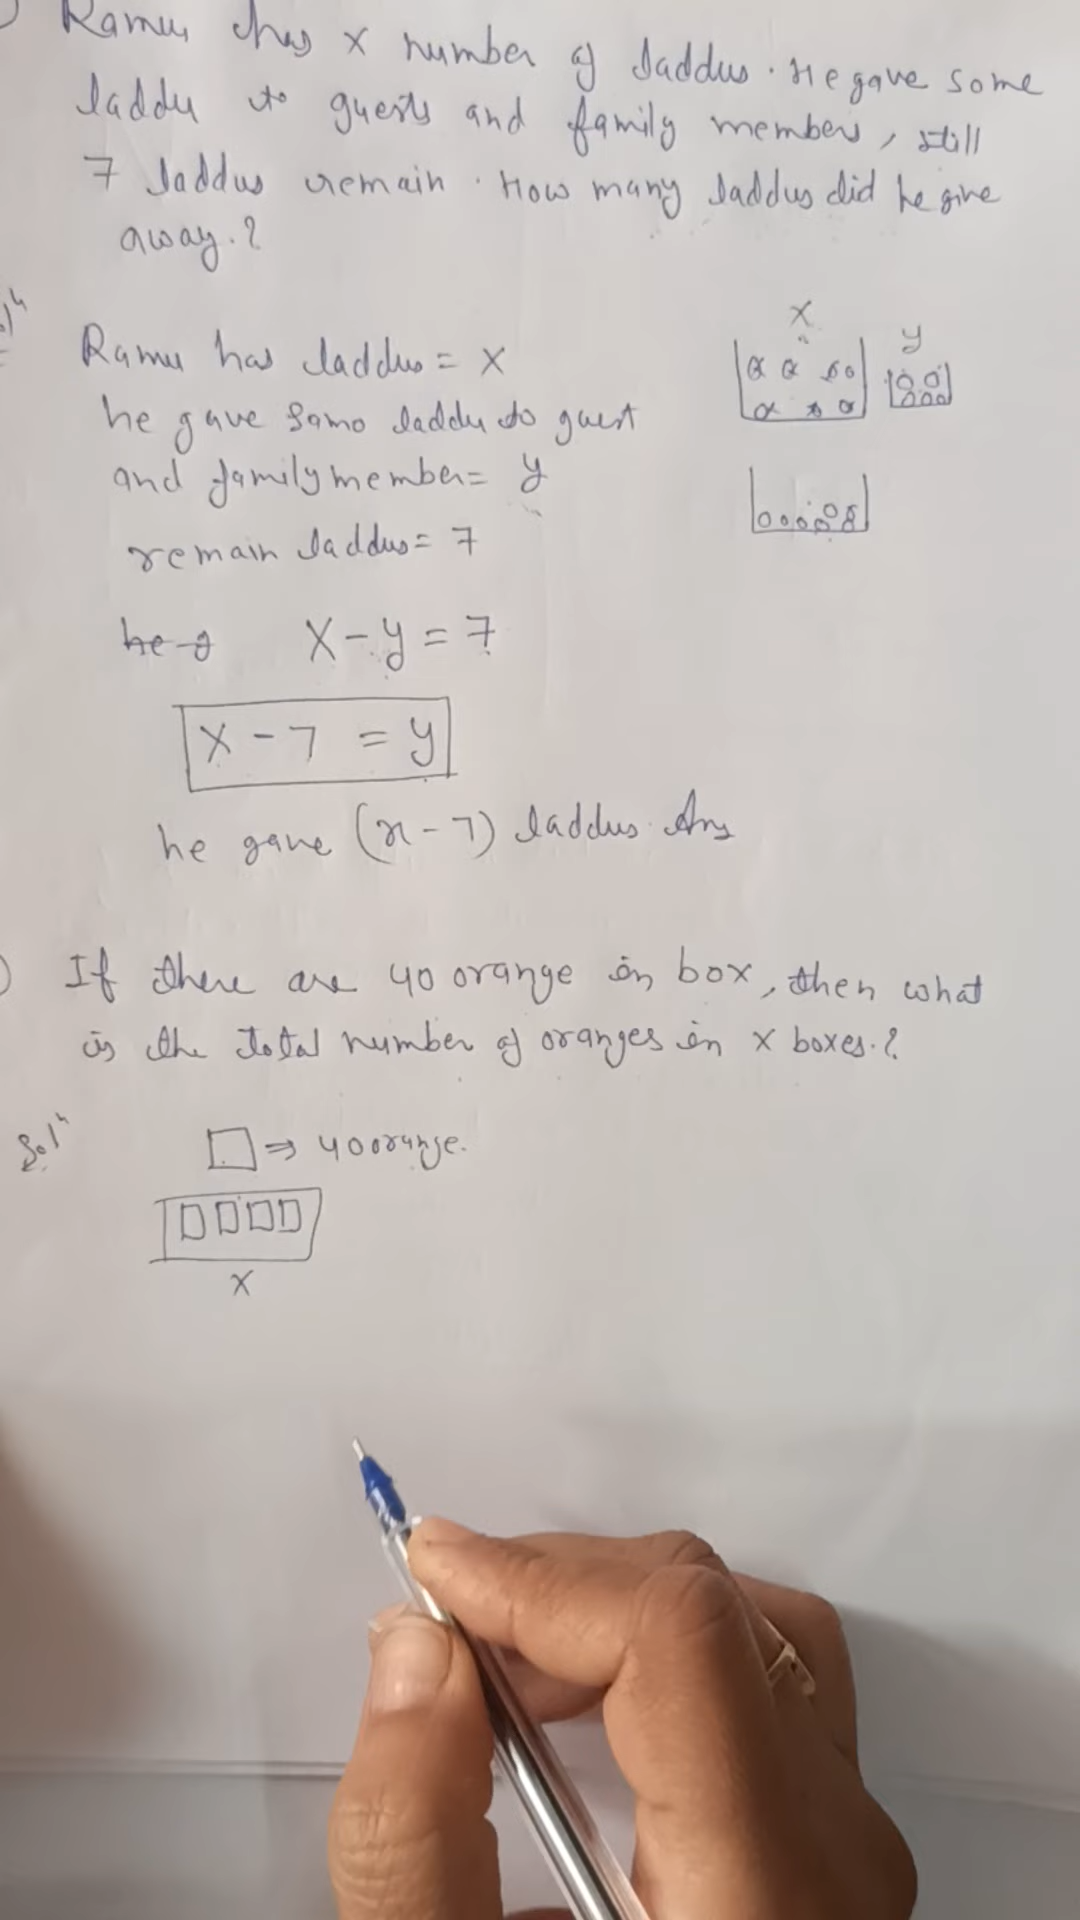 Ramu has x number of laddus. He gave some
laddu to guests and family members, still
7 laddus remain. How many laddus did he give
away.?
Ramu has laddus = x
he gave some laddu to guest
and family member = y
remain laddus = 7
x
y
x - y = 7
x - 7 = y
he gave (x - 7) laddus Ans
If there are 40 orange in box, then what
is the total number of oranges in x boxes.?
Solⁿ
⇒ 40 orange.
x